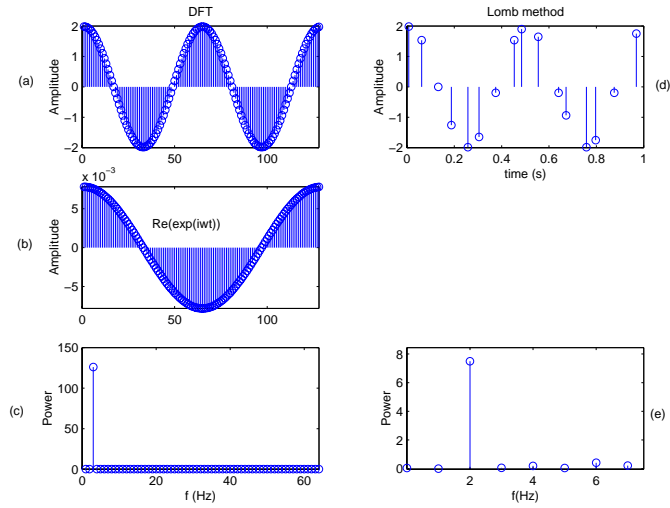 DFT
Lomb method
(a)
Amplitude
2
1
0
−1
−2
0
50
100
(d)
Amplitude
2
1
0
−1
−2
0
0.2
0.4
0.6
0.8
1
time (s)
x 10−3
(b)
Amplitude
5
0
−5
Re(exp(iwt))
0
50
100
(c)
Power
150
100
50
0
0
20
40
60
f (Hz)
(e)
Power
8
6
4
2
0
2
4
6
f(Hz)